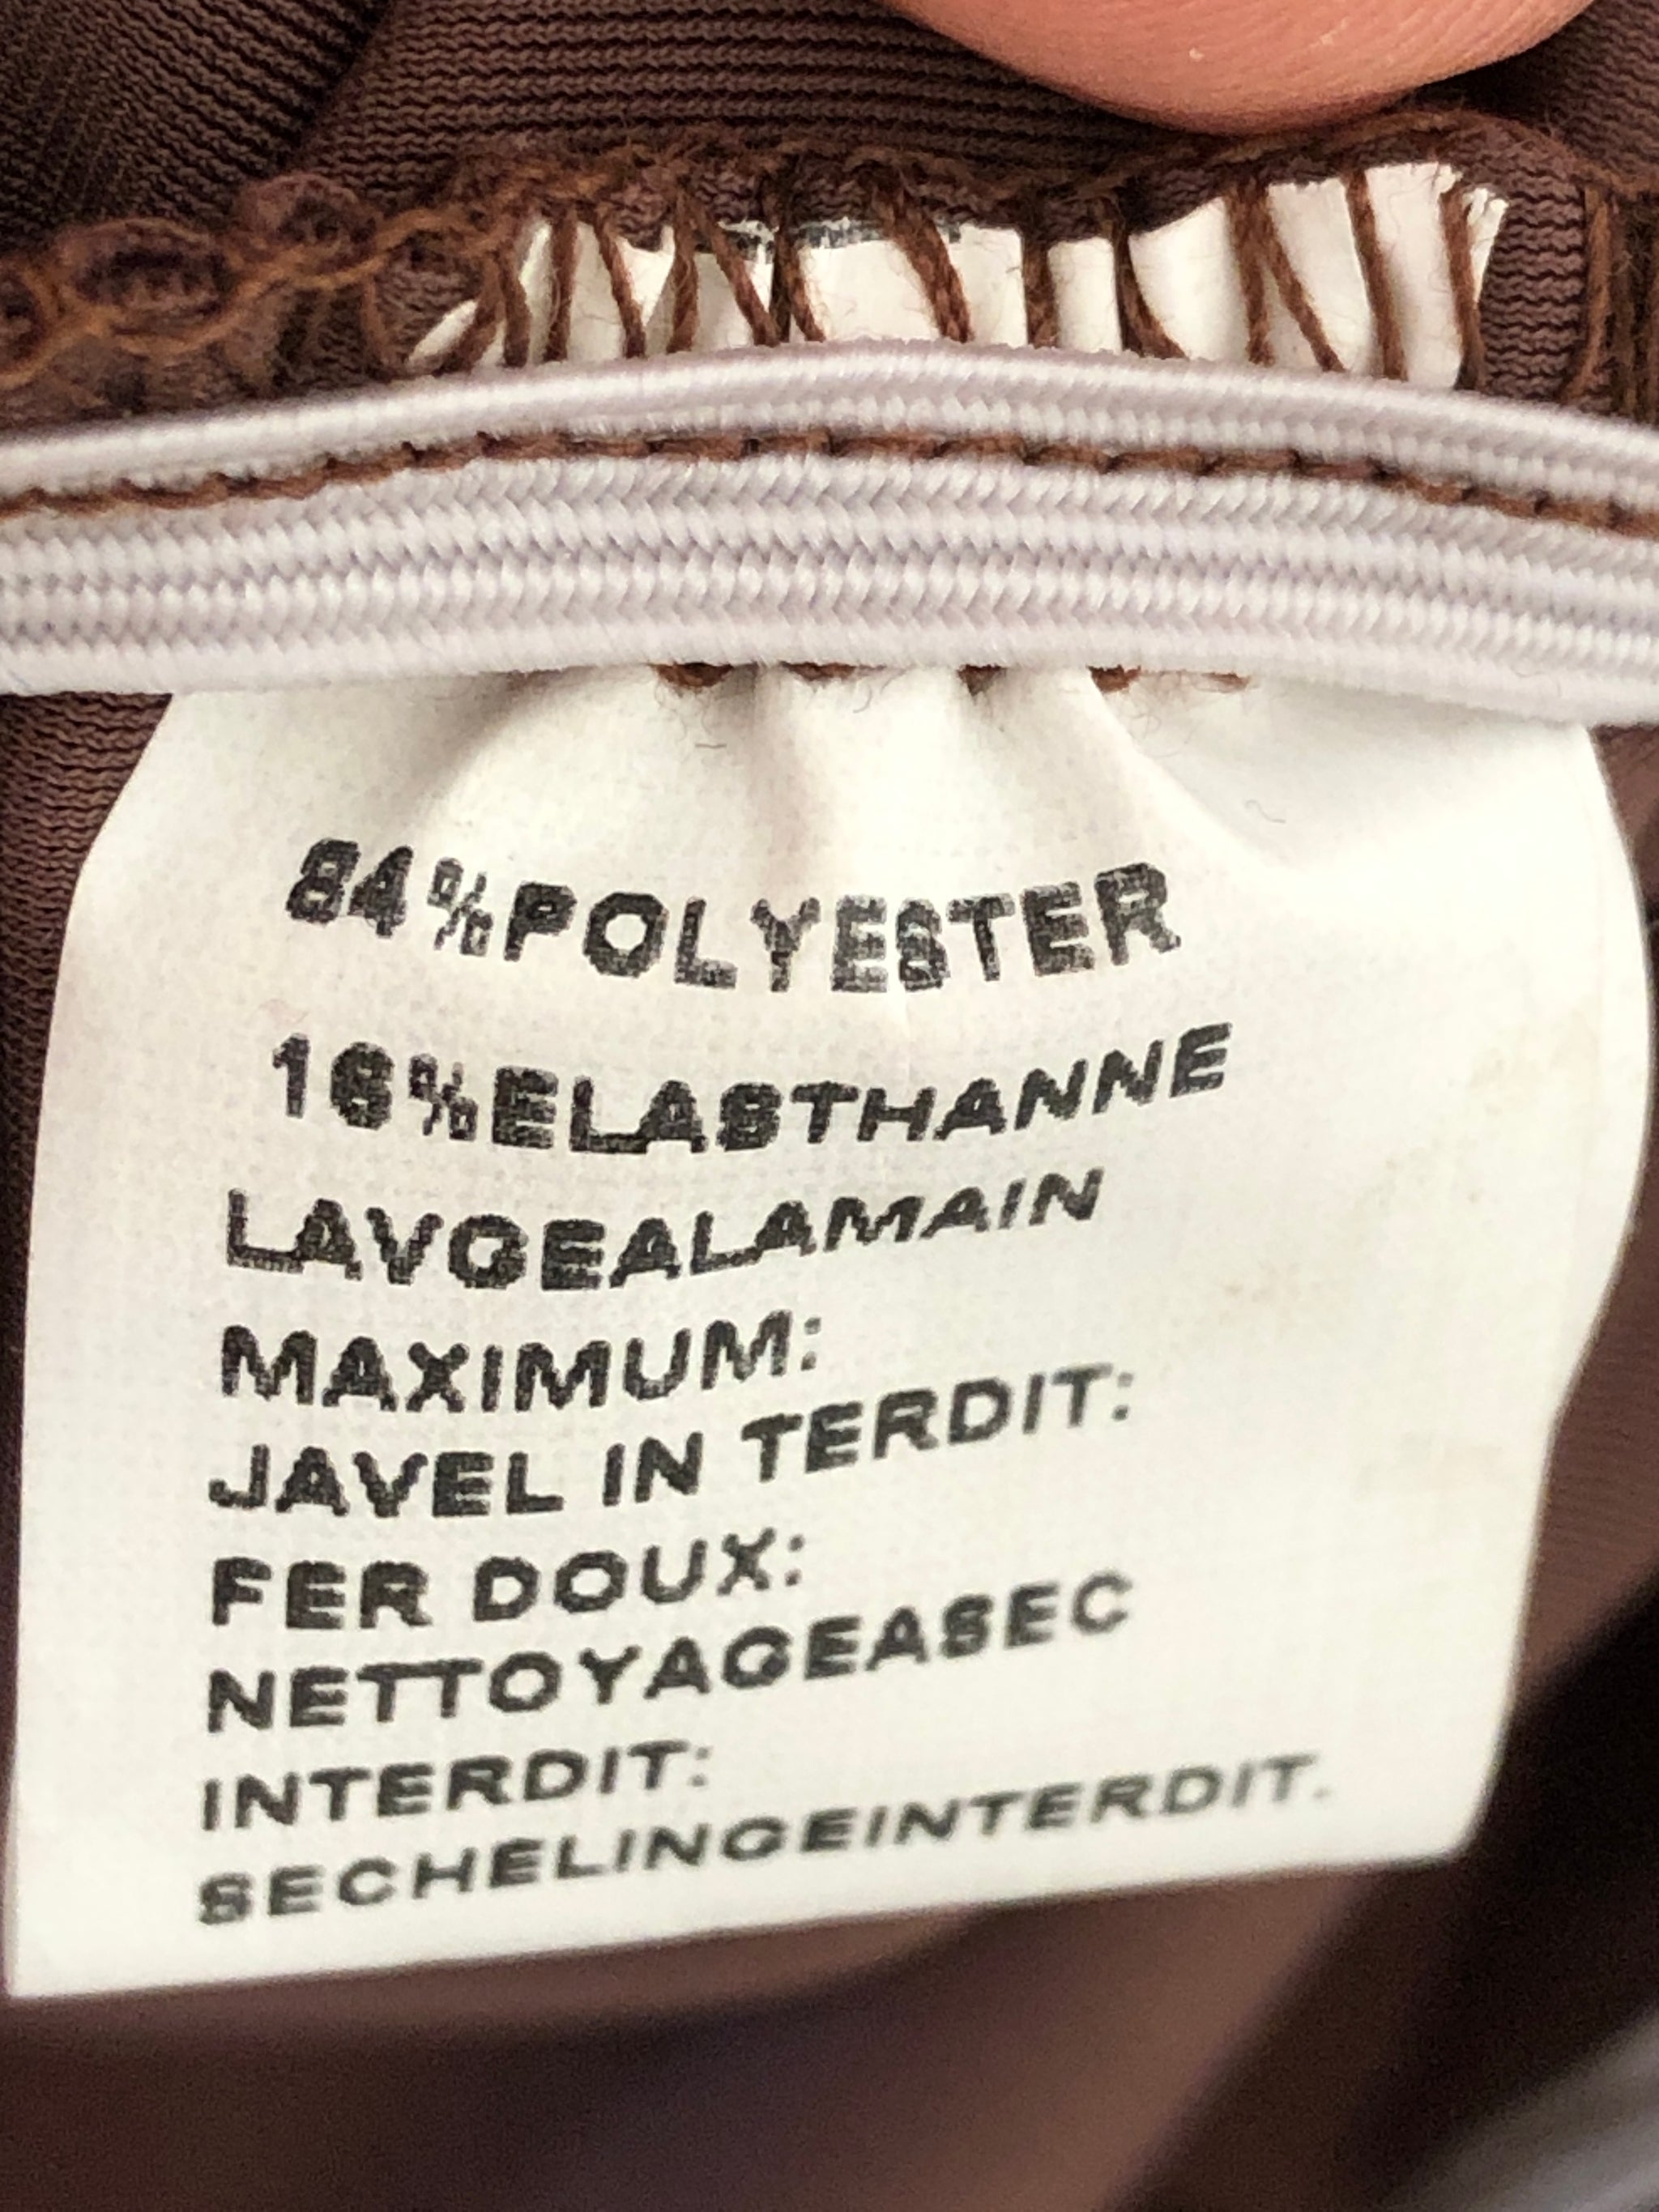 84%POLYESTER
16%ELASTHANNE
LAVGEALAMAIN
MAXIMUM:
JAVEL IN TERDIT:
FER DOUX:
NETTOYAGEASEC
INTERDIT:
SECHELINGEINTERDIT.